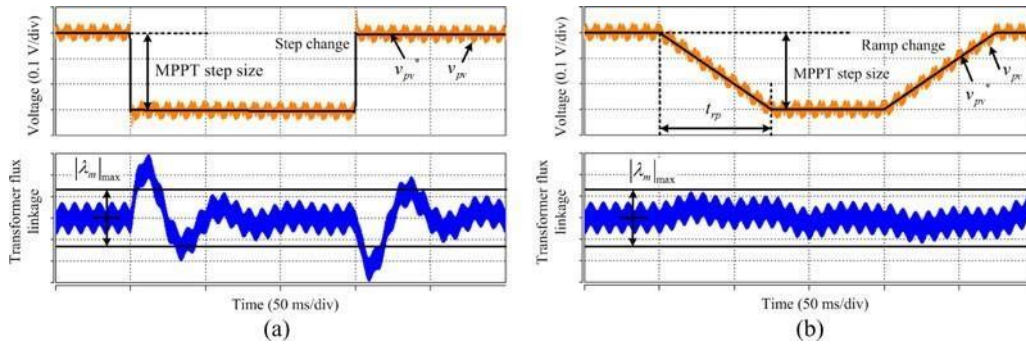 Voltage (0.1 V/div)
Step change
MPPT step size
v_pv*
v_pv
Transformer flux
linkage
|λ_m|_max
Time (50 ms/div)
(a)
Voltage (0.1 V/div)
Ramp change
MPPT step size
t_rp
v_pv*
v_pv
Transformer flux
linkage
|λ_m|_max
Time (50 ms/div)
(b)